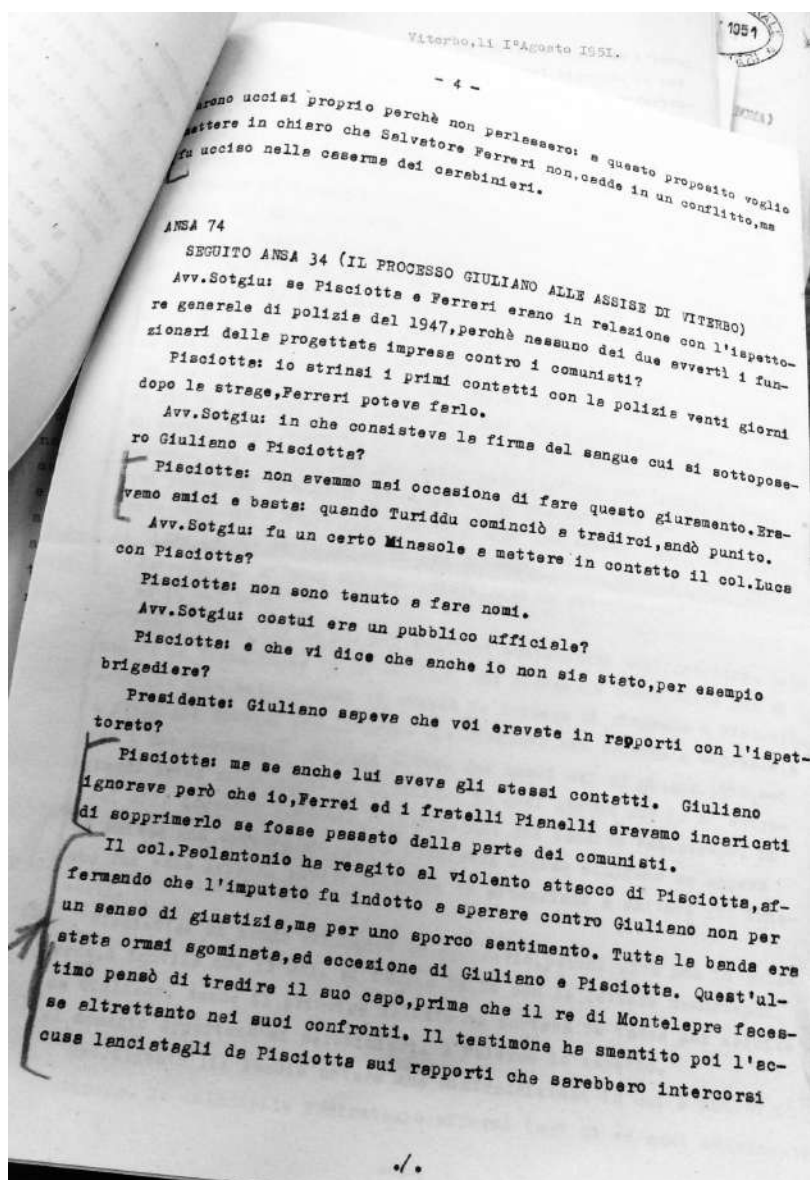 Viterbo,li I°Agosto I95I.
1951
- 4 -
uccisi proprio perchè non parlassero: a questo proposito voglio
mettere in chiaro che Salvatore Ferreri non,cadde in un conflitto,ma
fu ucciso nella caserma dei carabinieri.
ANSA 74
SEGUITO ANSA 34 (IL PROCESSO GIULIANO ALLE ASSISE DI VITERBO)
Avv.Sotgiu: se Pisciotta e Ferreri erano in relazione con l'ispetto-
re generale di polizia dal 1947,perchè nessuno dei due avvertì i fun-
zionari della progettata impresa contro i comunisti?
Pisciotta: io strinsi i primi contatti con la polizia venti giorni
dopo la strage,Ferreri poteva farlo.
Avv.Sotgiu: in che consisteva la firma del sangue cui si sottopose-
ro Giuliano e Pisciotta?
Pisciotta: non avemmo mai occasione di fare questo giuramento.Era-
vamo amici e basta: quando Turiddu cominciò a tradirci,andò punito.
Avv.Sotgiu: fu un certo Minasole a mettere in contatto il col.Luca
con Pisciotta?
Pisciotta: non sono tenuto a fare nomi.
Avv.Sotgiu: costui era un pubblico ufficiale?
Pisciotta: e che vi dice che anche io non sia stato,per esempio
brigadiere?
Presidente: Giuliano sapeva che voi eravate in rapporti con l'ispet-
torato?
Pisciotta: ma se anche lui aveva gli stessi contatti. Giuliano
ignorava però che io,Ferrei ed i fratelli Pianelli eravamo incaricati
di sopprimerlo se fosse passato dalla parte dei comunisti.
Il col.Paolantonio ha reagito al violento attacco di Pisciotta,af-
fermando che l'imputato fu indotto a sparare contro Giuliano non per
un senso di giustizia,ma per uno sporco sentimento. Tutta la banda era
stata ormai sgominata,ad eccezione di Giuliano e Pisciotta. Quest'ul-
timo pensò di tradire il suo capo,prima che il re di Montelepre faces-
se altrettanto nei suoi confronti. Il testimone ha smentito poi l'ac-
cusa lanciatagli da Pisciotta sui rapporti che sarebbero intercorsi
./.